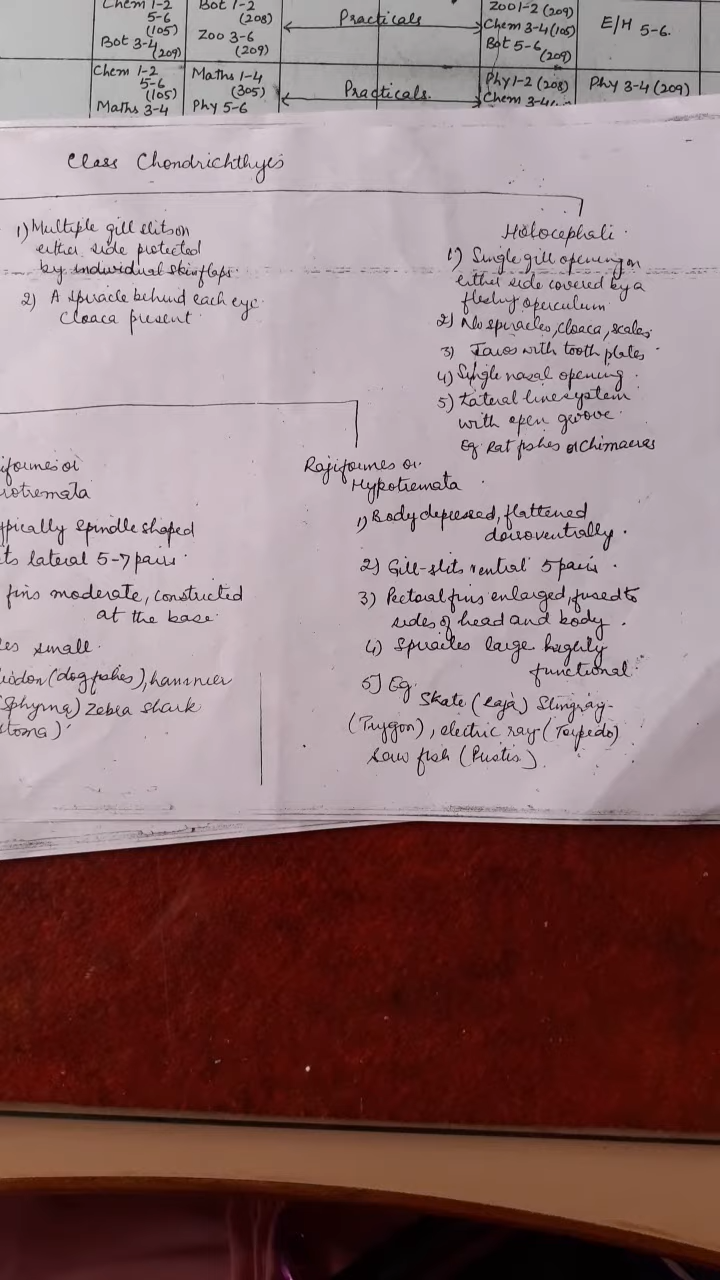 Chem 1-2
5-6
(105)
Bot 3-4 (209)
Bot 1-2
(208)
Zoo 3-6
(209)
Practicals
Zoo 1-2 (209)
Chem 3-4 (105)
Bot 5-6 (209)
E/H 5-6.
Chem 1-2
5-6
(105)
Maths 3-4
Maths 1-4
(305)
Phy 5-6
Practicals.
Phy 1-2 (208)
Chem 3-4
Phy 3-4 (209)
Class Chondrichthyes
1) Multiple gill slits on
either side protected
by individual skin flaps.
2) A spiracle behind each eye.
Cloaca present.
Holocephali.
1) Single gill opening on
either side covered by a
fleshy operculum
2) No spiracles, cloaca, scales.
3) Jaws with tooth plates.
4) Single nasal opening.
5) Lateral line system
with open groove.
Eg. Rat fishes or Chimaeras
iformes or
otremata
pically spindle shaped
ts lateral 5-7 pairs.
fins moderate, constructed
at the base.
es small.
don (dog fishes), hammer
(Sphyrna) Zebra shark
stoma)
Rajiformes or
Hypotremata.
1) Body depressed, flattened
dorsoventrally.
2) Gill-slits ventral 5 pairs.
3) Pectoral fins enlarged, fused to
sides of head and body.
4) Spiracles large highly
functional.
5) Eg.
Skate (Raja) Stingray-
(Trygon), electric ray (Torpedo)
Saw fish (Pristis)